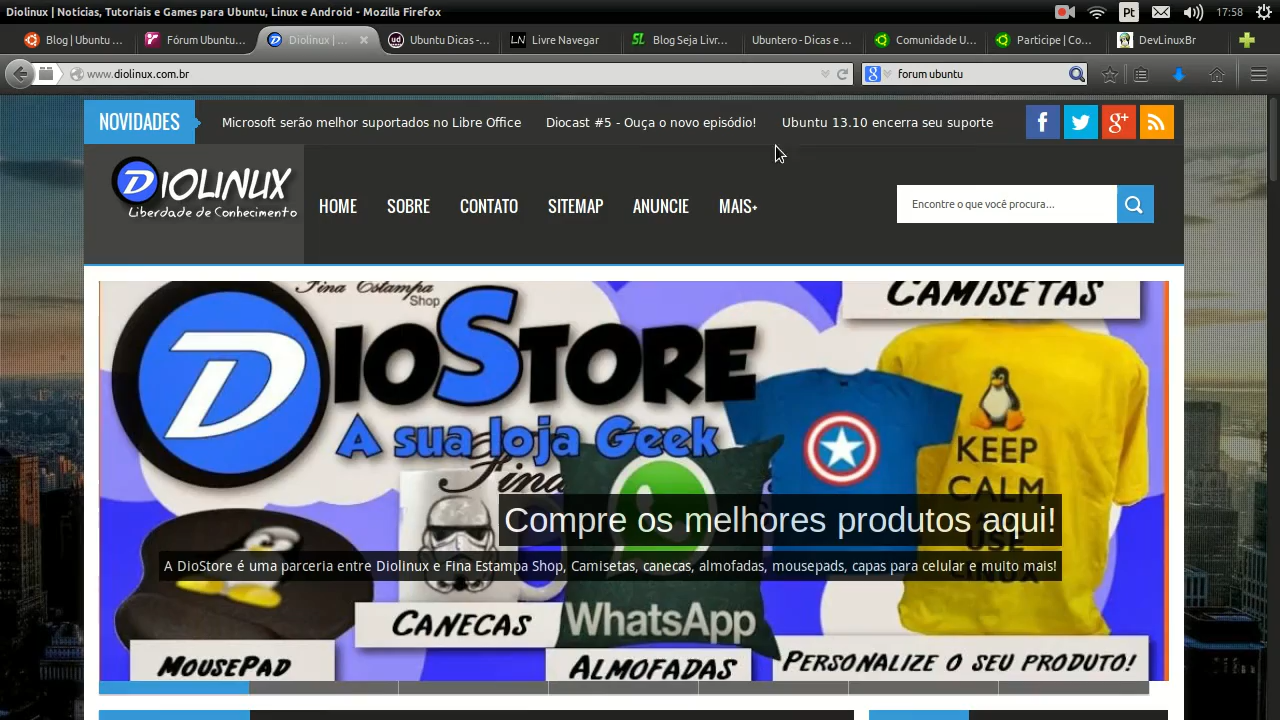 Diolinux | Notícias, Tutoriais e Games para Ubuntu, Linux e Android - Mozilla Firefox
Pt
17:58
Blog | Ubuntu ...
Fórum Ubuntu...
Diolinux | ...
Ubuntu Dicas -...
Livre Navegar
Blog Seja Livr...
Ubuntero - Dicas e ...
Comunidade U...
Participe | Co...
DevLinuxBr
www.diolinux.com.br
forum ubuntu
NOVIDADES
Microsoft serão melhor suportados no Libre Office
Diocast #5 - Ouça o novo episódio!
Ubuntu 13.10 encerra seu suporte
DIOLINUX
Liberdade de Conhecimento
HOME
SOBRE
CONTATO
SITEMAP
ANUNCIE
MAIS+
Encontre o que você procura...
Fina Estampa
Shop
CAMISETAS
DIOSTORE
A sua loja Geek
Fina
KEEP
CALM
USE
LINUX
Compre os melhores produtos aqui!
A DioStore é uma parceria entre Diolinux e Fina Estampa Shop, Camisetas, canecas, almofadas, mousepads, capas para celular e muito mais!
CANECAS
WhatsApp
MOUSEPAD
ALMOFADAS
PERSONALIZE O SEU PRODUTO!